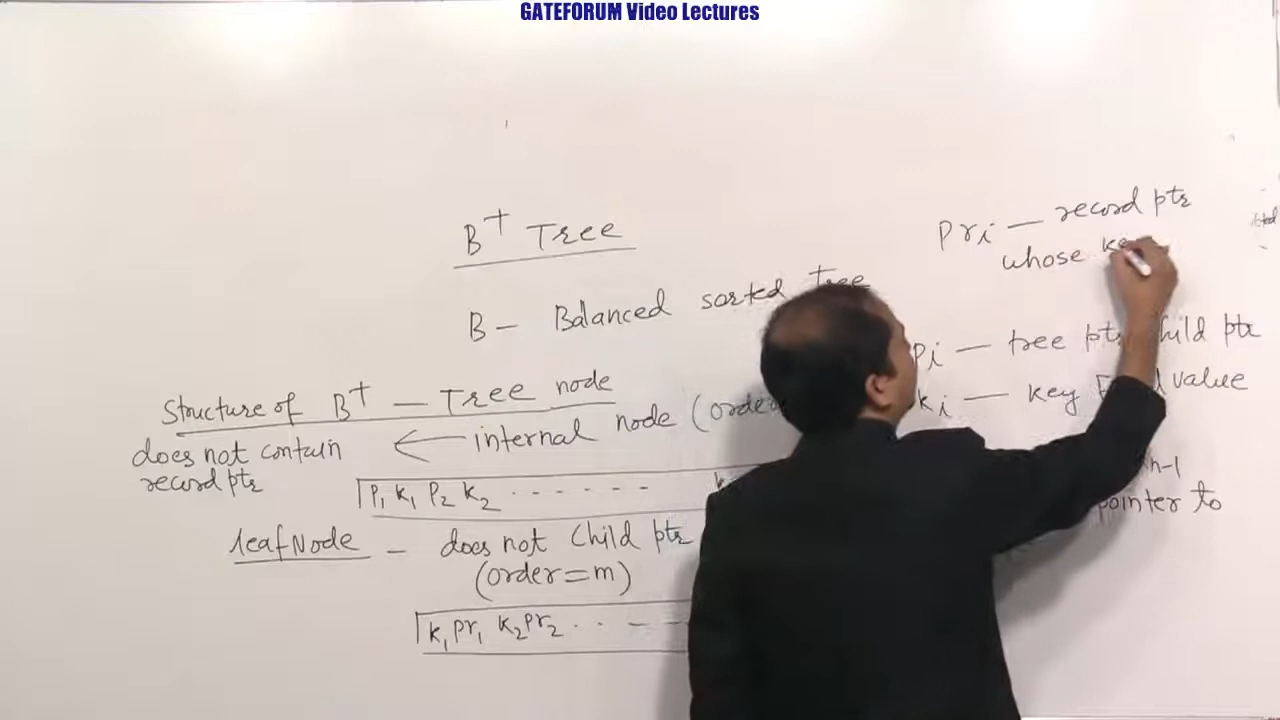 GATEFORUM Video Lectures
B+ Tree
B - Balanced sorted Tree
Structure of B+ - Tree node
does not contain ← internal node (order
record ptr
P1 K1 P2 K2 . - - - - -
leafNode - does not Child ptr
(order=m)
K1 Pr1 K2 Pr2 . . - -
Pri - record ptr
whose
Pi - tree ptr Child ptr
Ki - key value
n-1
pointer to